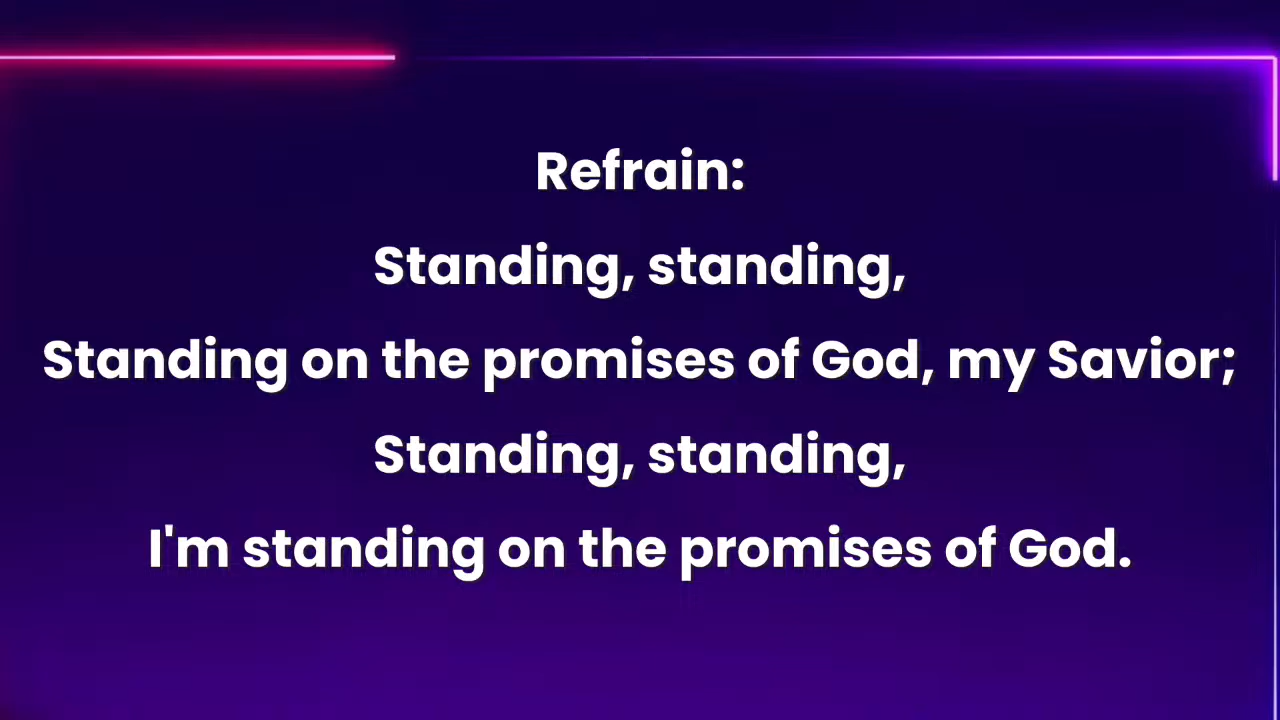 Refrain:
Standing, standing,
Standing on the promises of God, my Savior;
Standing, standing,
I'm standing on the promises of God.